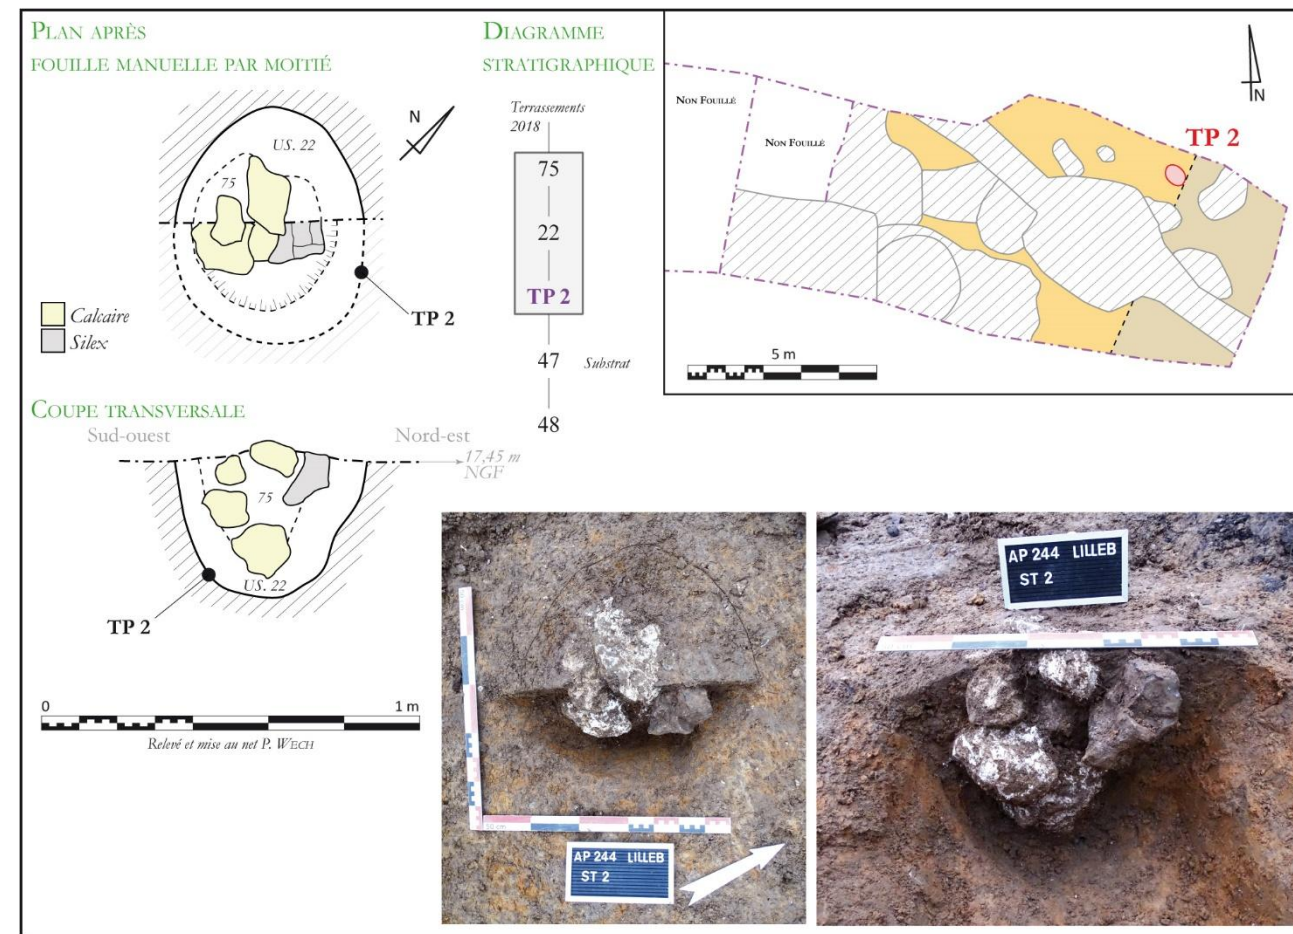 PLAN APRÈS
FOUILLE MANUELLE PAR MOITIÉ
N
US. 22
75
TP 2
Calcaire
Silex
DIAGRAMME
STRATIGRAPHIQUE
Terrassements
2018
75
22
TP 2
47 Substrat
48
NON FOUILLÉ
NON FOUILLÉ
TP 2
N
5 m
COUPE TRANSVERSALE
Sud-ouest
Nord-est
17,45 m
NGF
75
US. 22
TP 2
0 1 m
Relevé et mise au net P. WECH
AP 244 LILLEB
ST 2
AP 244 LILLEB
ST 2